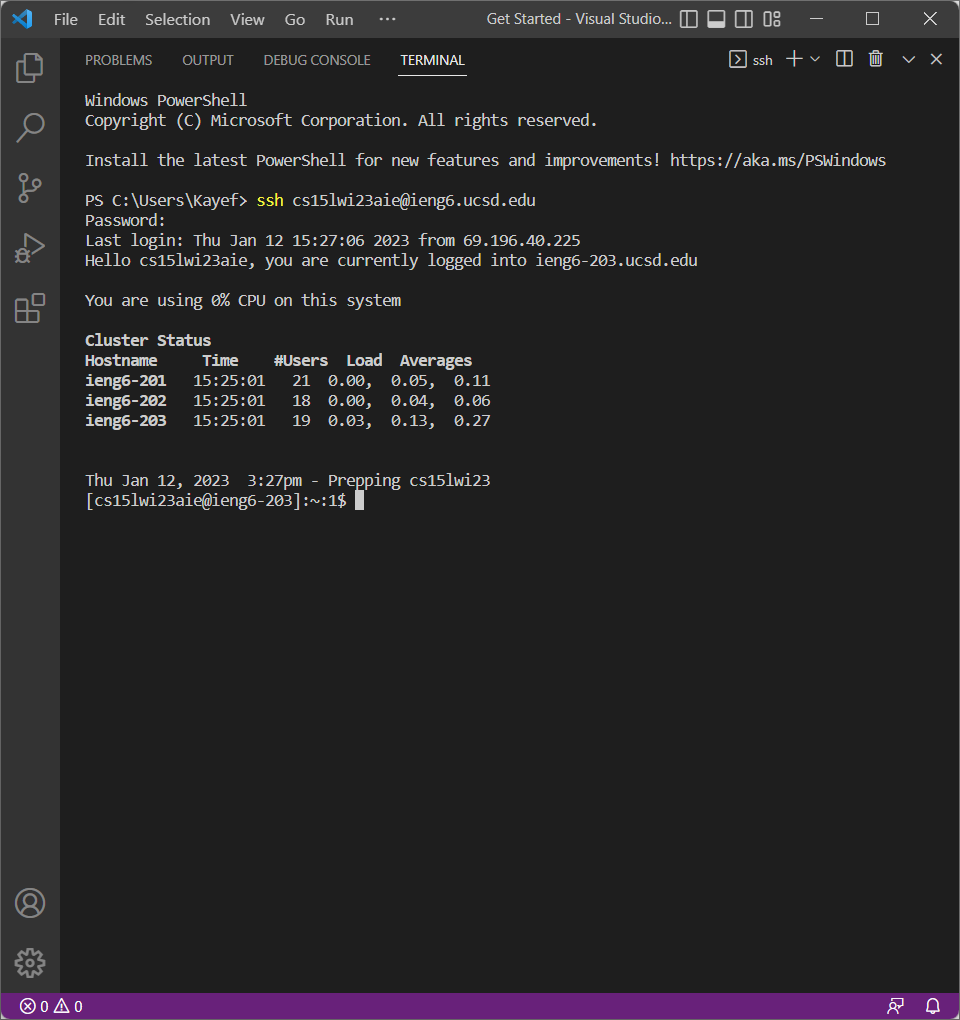 File Edit Selection View Go Run ··· Get Started - Visual Studio...
PROBLEMS OUTPUT DEBUG CONSOLE TERMINAL ssh
Windows PowerShell
Copyright (C) Microsoft Corporation. All rights reserved.
Install the latest PowerShell for new features and improvements! https://aka.ms/PSWindows
PS C:\Users\Kayef> ssh cs15lwi23aie@ieng6.ucsd.edu
Password:
Last login: Thu Jan 12 15:27:06 2023 from 69.196.40.225
Hello cs15lwi23aie, you are currently logged into ieng6-203.ucsd.edu
You are using 0% CPU on this system
Cluster Status
Hostname Time #Users Load Averages
ieng6-201 15:25:01 21 0.00, 0.05, 0.11
ieng6-202 15:25:01 18 0.00, 0.04, 0.06
ieng6-203 15:25:01 19 0.03, 0.13, 0.27
Thu Jan 12, 2023 3:27pm - Prepping cs15lwi23
[cs15lwi23aie@ieng6-203]:~:1$
0 0